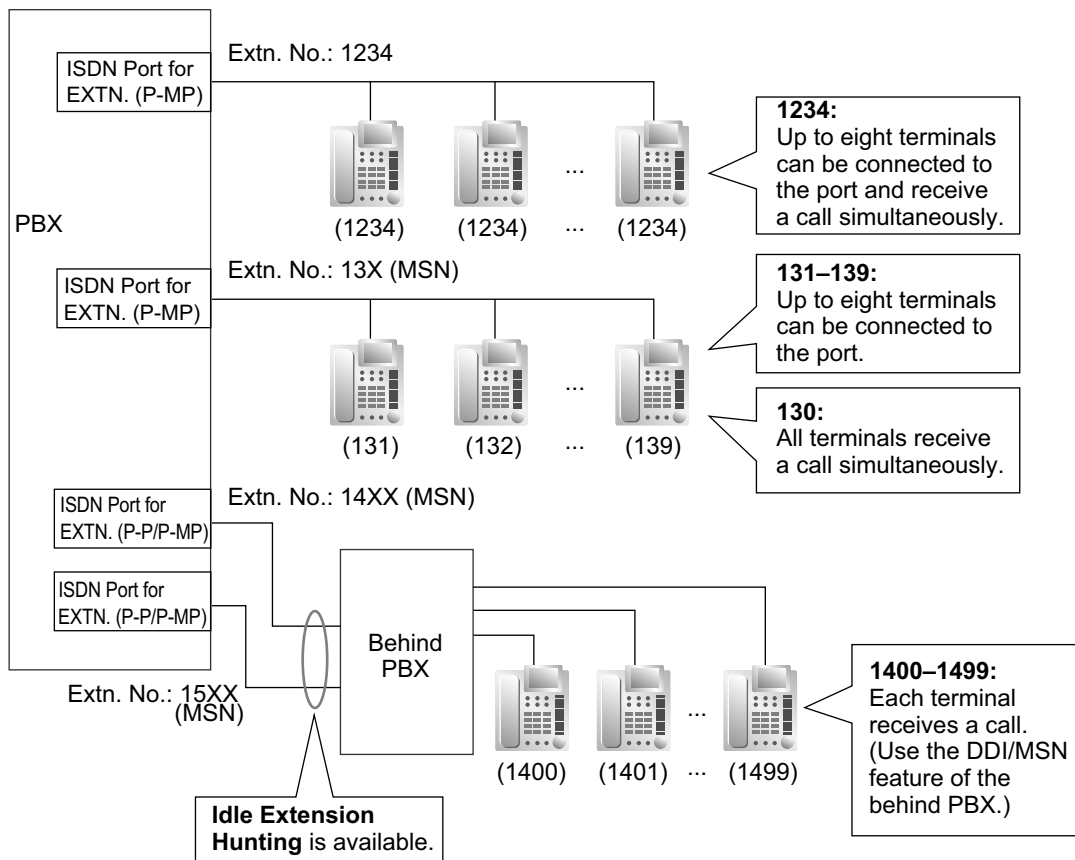 Extn. No.: 1234
ISDN Port for
EXTN. (P-MP)
1234:
Up to eight terminals
can be connected to
the port and receive
a call simultaneously.
...
PBX
(1234)
(1234)
...
(1234)
Extn. No.: 13X (MSN)
ISDN Port for
EXTN. (P-MP)
131–139:
Up to eight terminals
can be connected to
the port.
...
130:
All terminals receive
a call simultaneously.
(131)
(132)
...
(139)
Extn. No.: 14XX (MSN)
ISDN Port for
EXTN. (P-P/P-MP)
ISDN Port for
EXTN. (P-P/P-MP)
Behind
PBX
Extn. No.: 15XX
(MSN)
...
1400–1499:
Each terminal
receives a call.
(Use the DDI/MSN
feature of the
behind PBX.)
(1400)
(1401)
...
(1499)
Idle Extension
Hunting is available.